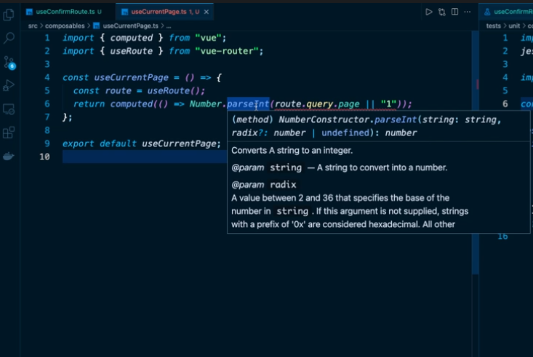 useConfirmRoute.ts U
useCurrentPage.ts 1, U
useConfirmR
src > composables > useCurrentPage.ts > ...
tests > unit > c
1 import { computed } from "vue";
2 import { useRoute } from "vue-router";
3
4 const useCurrentPage = () => {
5 const route = useRoute();
6 return computed(() => Number.parseInt(route.query.page || "1"));
7 };
8
9 export default useCurrentPage;
10
(method) NumberConstructor.parseInt(string: string,
radix?: number | undefined): number
Converts A string to an integer.
@param string — A string to convert into a number.
@param radix
A value between 2 and 36 that specifies the base of the
number in string. If this argument is not supplied, strings
with a prefix of '0x' are considered hexadecimal. All other
1 imp
2 jes
3
4 imp
5
6 co
16